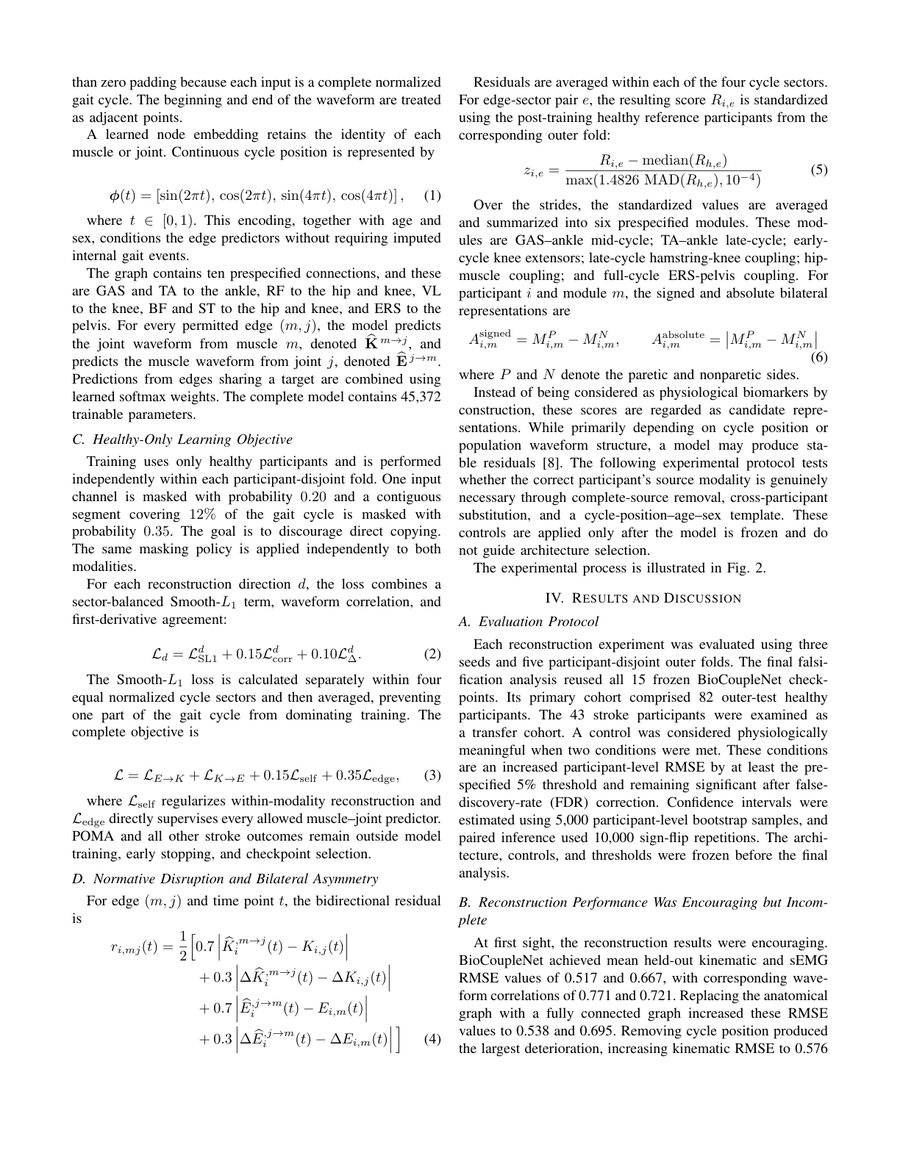 than zero padding because each input is a complete normalized
gait cycle. The beginning and end of the waveform are treated
as adjacent points.
A learned node embedding retains the identity of each
muscle or joint. Continuous cycle position is represented by
ϕ(t) = [sin(2πt), cos(2πt), sin(4πt), cos(4πt)] , (1)
where t ∈ [0, 1). This encoding, together with age and
sex, conditions the edge predictors without requiring imputed
internal gait events.
The graph contains ten prespecified connections, and these
are GAS and TA to the ankle, RF to the hip and knee, VL
to the knee, BF and ST to the hip and knee, and ERS to the
pelvis. For every permitted edge (m, j), the model predicts
the joint waveform from muscle m, denoted K̂ᵐ→ʲ, and
predicts the muscle waveform from joint j, denoted Êʲ→ᵐ.
Predictions from edges sharing a target are combined using
learned softmax weights. The complete model contains 45,372
trainable parameters.
C. Healthy-Only Learning Objective
Training uses only healthy participants and is performed
independently within each participant-disjoint fold. One input
channel is masked with probability 0.20 and a contiguous
segment covering 12% of the gait cycle is masked with
probability 0.35. The goal is to discourage direct copying.
The same masking policy is applied independently to both
modalities.
For each reconstruction direction d, the loss combines a
sector-balanced Smooth-L₁ term, waveform correlation, and
first-derivative agreement:
ℒ_d = ℒ^d_SL1 + 0.15ℒ^d_corr + 0.10ℒ^d_Δ. (2)
The Smooth-L₁ loss is calculated separately within four
equal normalized cycle sectors and then averaged, preventing
one part of the gait cycle from dominating training. The
complete objective is
ℒ = ℒ_E→K + ℒ_K→E + 0.15ℒ_self + 0.35ℒ_edge, (3)
where ℒ_self regularizes within-modality reconstruction and
ℒ_edge directly supervises every allowed muscle–joint predictor.
POMA and all other stroke outcomes remain outside model
training, early stopping, and checkpoint selection.
D. Normative Disruption and Bilateral Asymmetry
For edge (m, j) and time point t, the bidirectional residual
is
r_i,mj(t) = 1/2 [0.7 |K̂_i^{m→j}(t) − K_i,j(t)|
+ 0.3 |ΔK̂_i^{m→j}(t) − ΔK_i,j(t)|
+ 0.7 |Ê_i^{j→m}(t) − E_i,m(t)|
+ 0.3 |ΔÊ_i^{j→m}(t) − ΔE_i,m(t)| ] (4)
Residuals are averaged within each of the four cycle sectors.
For edge-sector pair e, the resulting score R_i,e is standardized
using the post-training healthy reference participants from the
corresponding outer fold:
z_i,e = (R_i,e − median(R_h,e)) / max(1.4826 MAD(R_h,e), 10⁻⁴) (5)
Over the strides, the standardized values are averaged
and summarized into six prespecified modules. These mod-
ules are GAS–ankle mid-cycle; TA–ankle late-cycle; early-
cycle knee extensors; late-cycle hamstring-knee coupling; hip-
muscle coupling; and full-cycle ERS-pelvis coupling. For
participant i and module m, the signed and absolute bilateral
representations are
A^signed_i,m = M^P_i,m − M^N_i,m, A^absolute_i,m = |M^P_i,m − M^N_i,m|
(6)
where P and N denote the paretic and nonparetic sides.
Instead of being considered as physiological biomarkers by
construction, these scores are regarded as candidate repre-
sentations. While primarily depending on cycle position or
population waveform structure, a model may produce sta-
ble residuals [8]. The following experimental protocol tests
whether the correct participant's source modality is genuinely
necessary through complete-source removal, cross-participant
substitution, and a cycle-position–age–sex template. These
controls are applied only after the model is frozen and do
not guide architecture selection.
The experimental process is illustrated in Fig. 2.
IV. RESULTS AND DISCUSSION
A. Evaluation Protocol
Each reconstruction experiment was evaluated using three
seeds and five participant-disjoint outer folds. The final falsi-
fication analysis reused all 15 frozen BioCoupleNet check-
points. Its primary cohort comprised 82 outer-test healthy
participants. The 43 stroke participants were examined as
a transfer cohort. A control was considered physiologically
meaningful when two conditions were met. These conditions
are an increased participant-level RMSE by at least the pre-
specified 5% threshold and remaining significant after false-
discovery-rate (FDR) correction. Confidence intervals were
estimated using 5,000 participant-level bootstrap samples, and
paired inference used 10,000 sign-flip repetitions. The archi-
tecture, controls, and thresholds were frozen before the final
analysis.
B. Reconstruction Performance Was Encouraging but Incom-
plete
At first sight, the reconstruction results were encouraging.
BioCoupleNet achieved mean held-out kinematic and sEMG
RMSE values of 0.517 and 0.667, with corresponding wave-
form correlations of 0.771 and 0.721. Replacing the anatomical
graph with a fully connected graph increased these RMSE
values to 0.538 and 0.695. Removing cycle position produced
the largest deterioration, increasing kinematic RMSE to 0.576